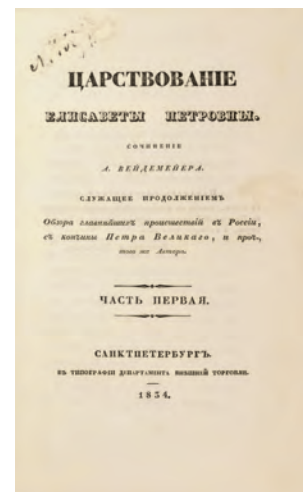 ЦАРСТВОВАНІЕ
ЕЛИСАВЕТЫ ПЕТРОВНЫ.
СОЧИНЕНІЕ
А. ВЕЙДЕМЕЙЕРА.
СЛУЖАЩЕЕ ПРОДОЛЖЕНІЕМЪ
Обзора главнѣйшихъ происшествій въ Россіи,
съ кончины Петра Великаго, и проч.,
того же Автора.
ЧАСТЬ ПЕРВАЯ.
САНКТПЕТЕРБУРГЪ.
ВЪ ТИПОГРАФІИ ДЕПАРТАМЕНТА ВНѢШНЕЙ ТОРГОВЛИ.
1834.